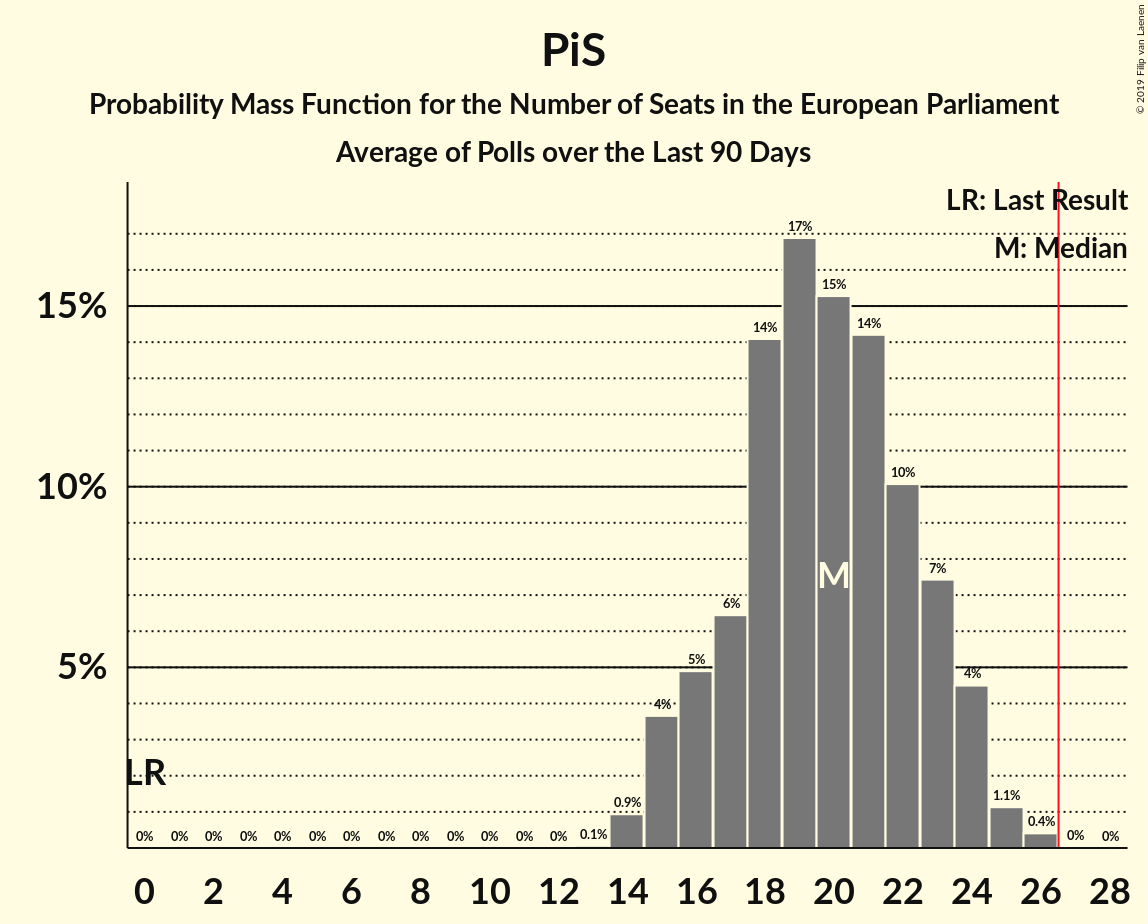 PiS
Probability Mass Function for the Number of Seats in the European Parliament
Average of Polls over the Last 90 Days
© 2019 Filip van Laenen
LR: Last Result
M: Median
15%
10%
5%
LR
M
0% 0% 0% 0% 0% 0% 0% 0% 0% 0% 0% 0% 0% 0.1% 0.9% 4% 5% 6% 14% 17% 15% 14% 10% 7% 4% 1.1% 0.4% 0% 0%
0 2 4 6 8 10 12 14 16 18 20 22 24 26 28